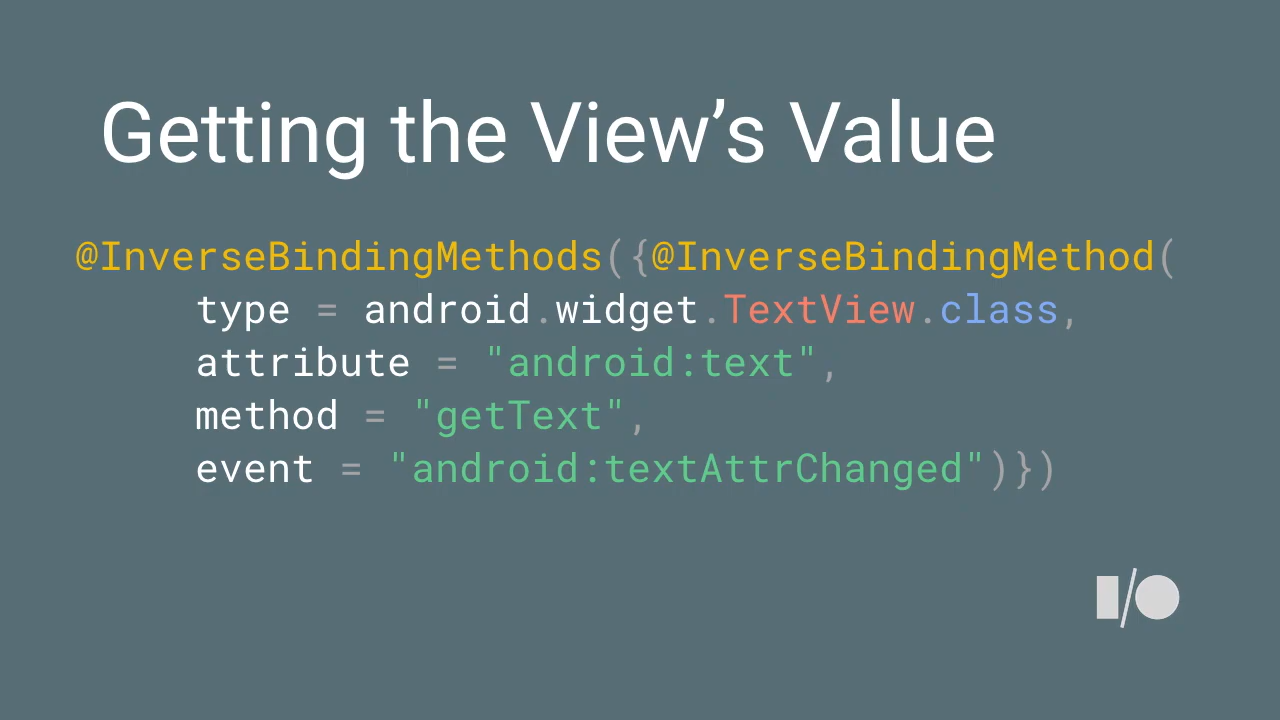 Getting the View’s Value
@InverseBindingMethods({@InverseBindingMethod(
type = android.widget.TextView.class,
attribute = "android:text",
method = "getText",
event = "android:textAttrChanged")})
I/O